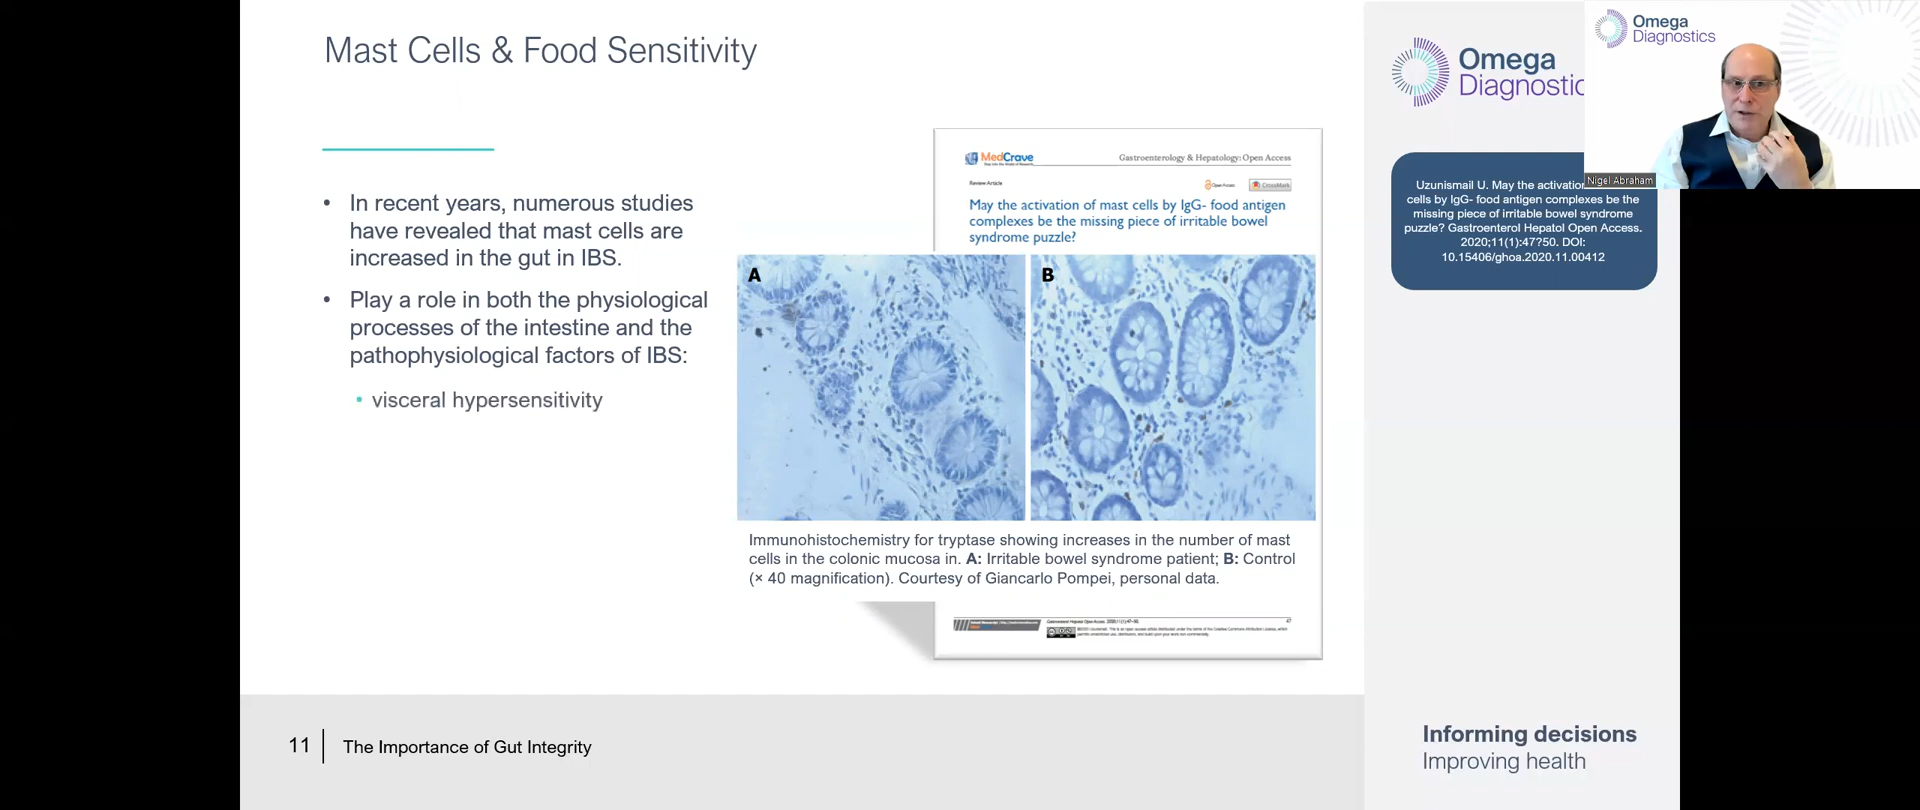 Mast Cells & Food Sensitivity
• In recent years, numerous studies
have revealed that mast cells are
increased in the gut in IBS.
• Play a role in both the physiological
processes of the intestine and the
pathophysiological factors of IBS:
• visceral hypersensitivity
MedCrave
Gastroenterology & Hepatology: Open Access
Review Article
Open Access
CrossMark
May the activation of mast cells by IgG- food antigen
complexes be the missing piece of irritable bowel
syndrome puzzle?
A
B
Immunohistochemistry for tryptase showing increases in the number of mast
cells in the colonic mucosa in. A: Irritable bowel syndrome patient; B: Control
(× 40 magnification). Courtesy of Giancarlo Pompei, personal data.
47
Omega
Diagnostic
Omega
Diagnostics
Nigel Abraham
Uzunismail U. May the activatio
cells by IgG- food antigen complexes be the
missing piece of irritable bowel syndrome
puzzle? Gastroenterol Hepatol Open Access.
2020;11(1):47?50. DOI:
10.15406/ghoa.2020.11.00412
11
The Importance of Gut Integrity
Informing decisions
Improving health